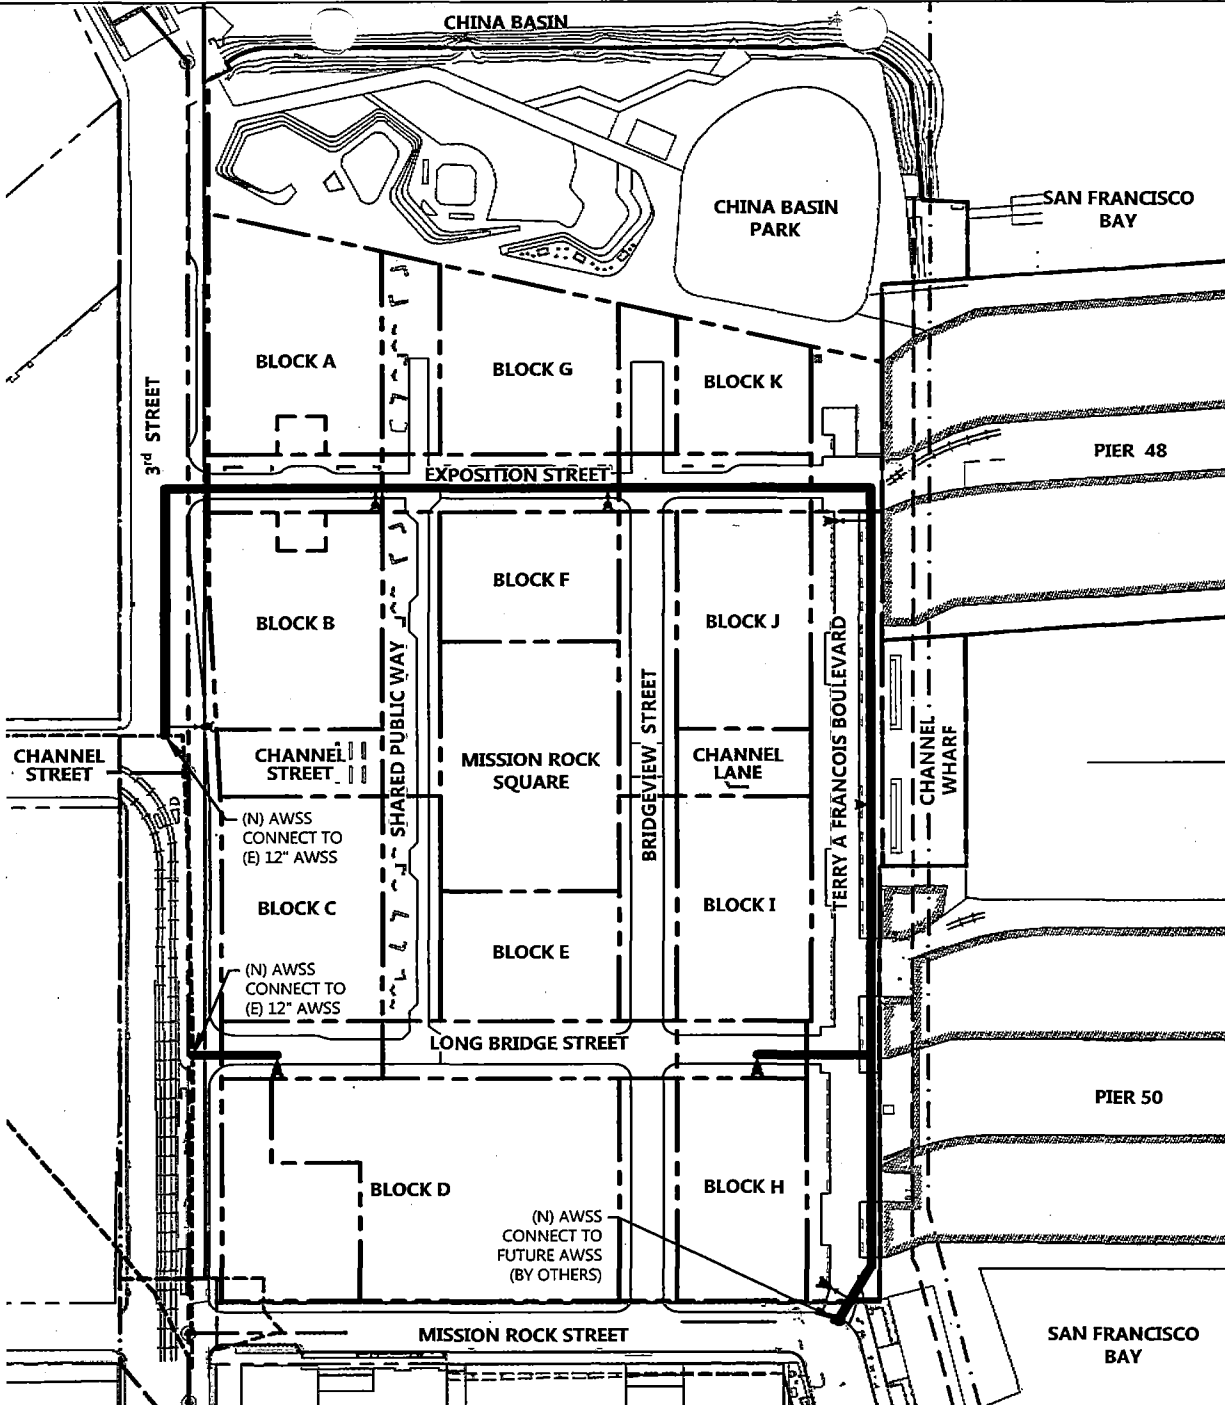 CHINA BASIN
SAN FRANCISCO
BAY
CHINA BASIN
PARK
BLOCK A
BLOCK G
BLOCK K
3rd STREET
PIER 48
EXPOSITION STREET
BLOCK F
BLOCK B
BLOCK J
SHARED PUBLIC WAY
BRIDGEVIEW STREET
TERRY A FRANCOIS BOULEVARD
CHANNEL
WHARF
CHANNEL
STREET
CHANNEL
STREET
MISSION ROCK
SQUARE
CHANNEL
LANE
(N) AWSS
CONNECT TO
(E) 12" AWSS
BLOCK C
BLOCK I
BLOCK E
(N) AWSS
CONNECT TO
(E) 12" AWSS
LONG BRIDGE STREET
PIER 50
BLOCK D
BLOCK H
(N) AWSS
CONNECT TO
FUTURE AWSS
(BY OTHERS)
MISSION ROCK STREET
SAN FRANCISCO
BAY